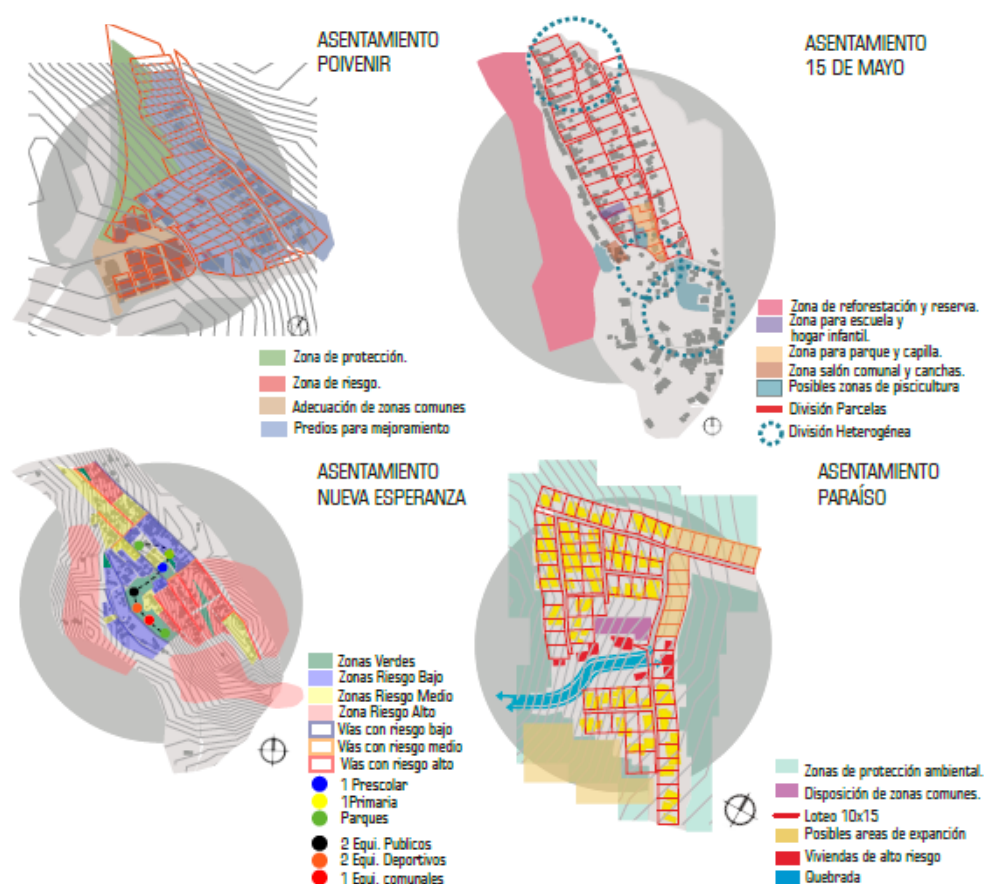 ASENTAMIENTO
POIVENIR
Zona de protección.
Zona de riesgo.
Adecuación de zonas comunes
Predios para mejoramiento
ASENTAMIENTO
15 DE MAYO
Zona de reforestación y reserva.
Zona para escuela y
hogar infantil.
Zona para parque y capilla.
Zona salón comunal y canchas.
Posibles zonas de piscicultura
División Parcelas
División Heterogénea
ASENTAMIENTO
NUEVA ESPERANZA
Zonas Verdes
Zonas Riesgo Bajo
Zonas Riesgo Medio
Zona Riesgo Alto
Vías con riesgo bajo
Vías con riesgo medio
Vías con riesgo alto
1 Prescolar
1Primaria
Parques
2 Equi. Publicos
2 Equi. Deportivos
1 Equi. comunales
ASENTAMIENTO
PARAÍSO
Zonas de protección ambiental.
Disposición de zonas comunes.
Loteo 10x15
Posibles areas de expanción
Viviendas de alto riesgo
Quebrada